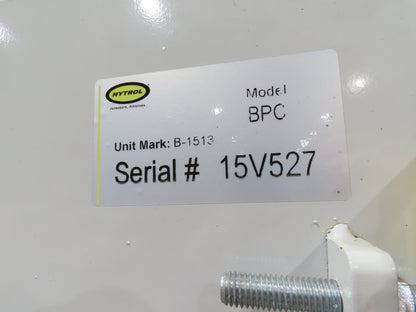 HYTROL
Jonesboro, Arkansas
Model
BPC
Unit Mark: B-1513
Serial # 15V527